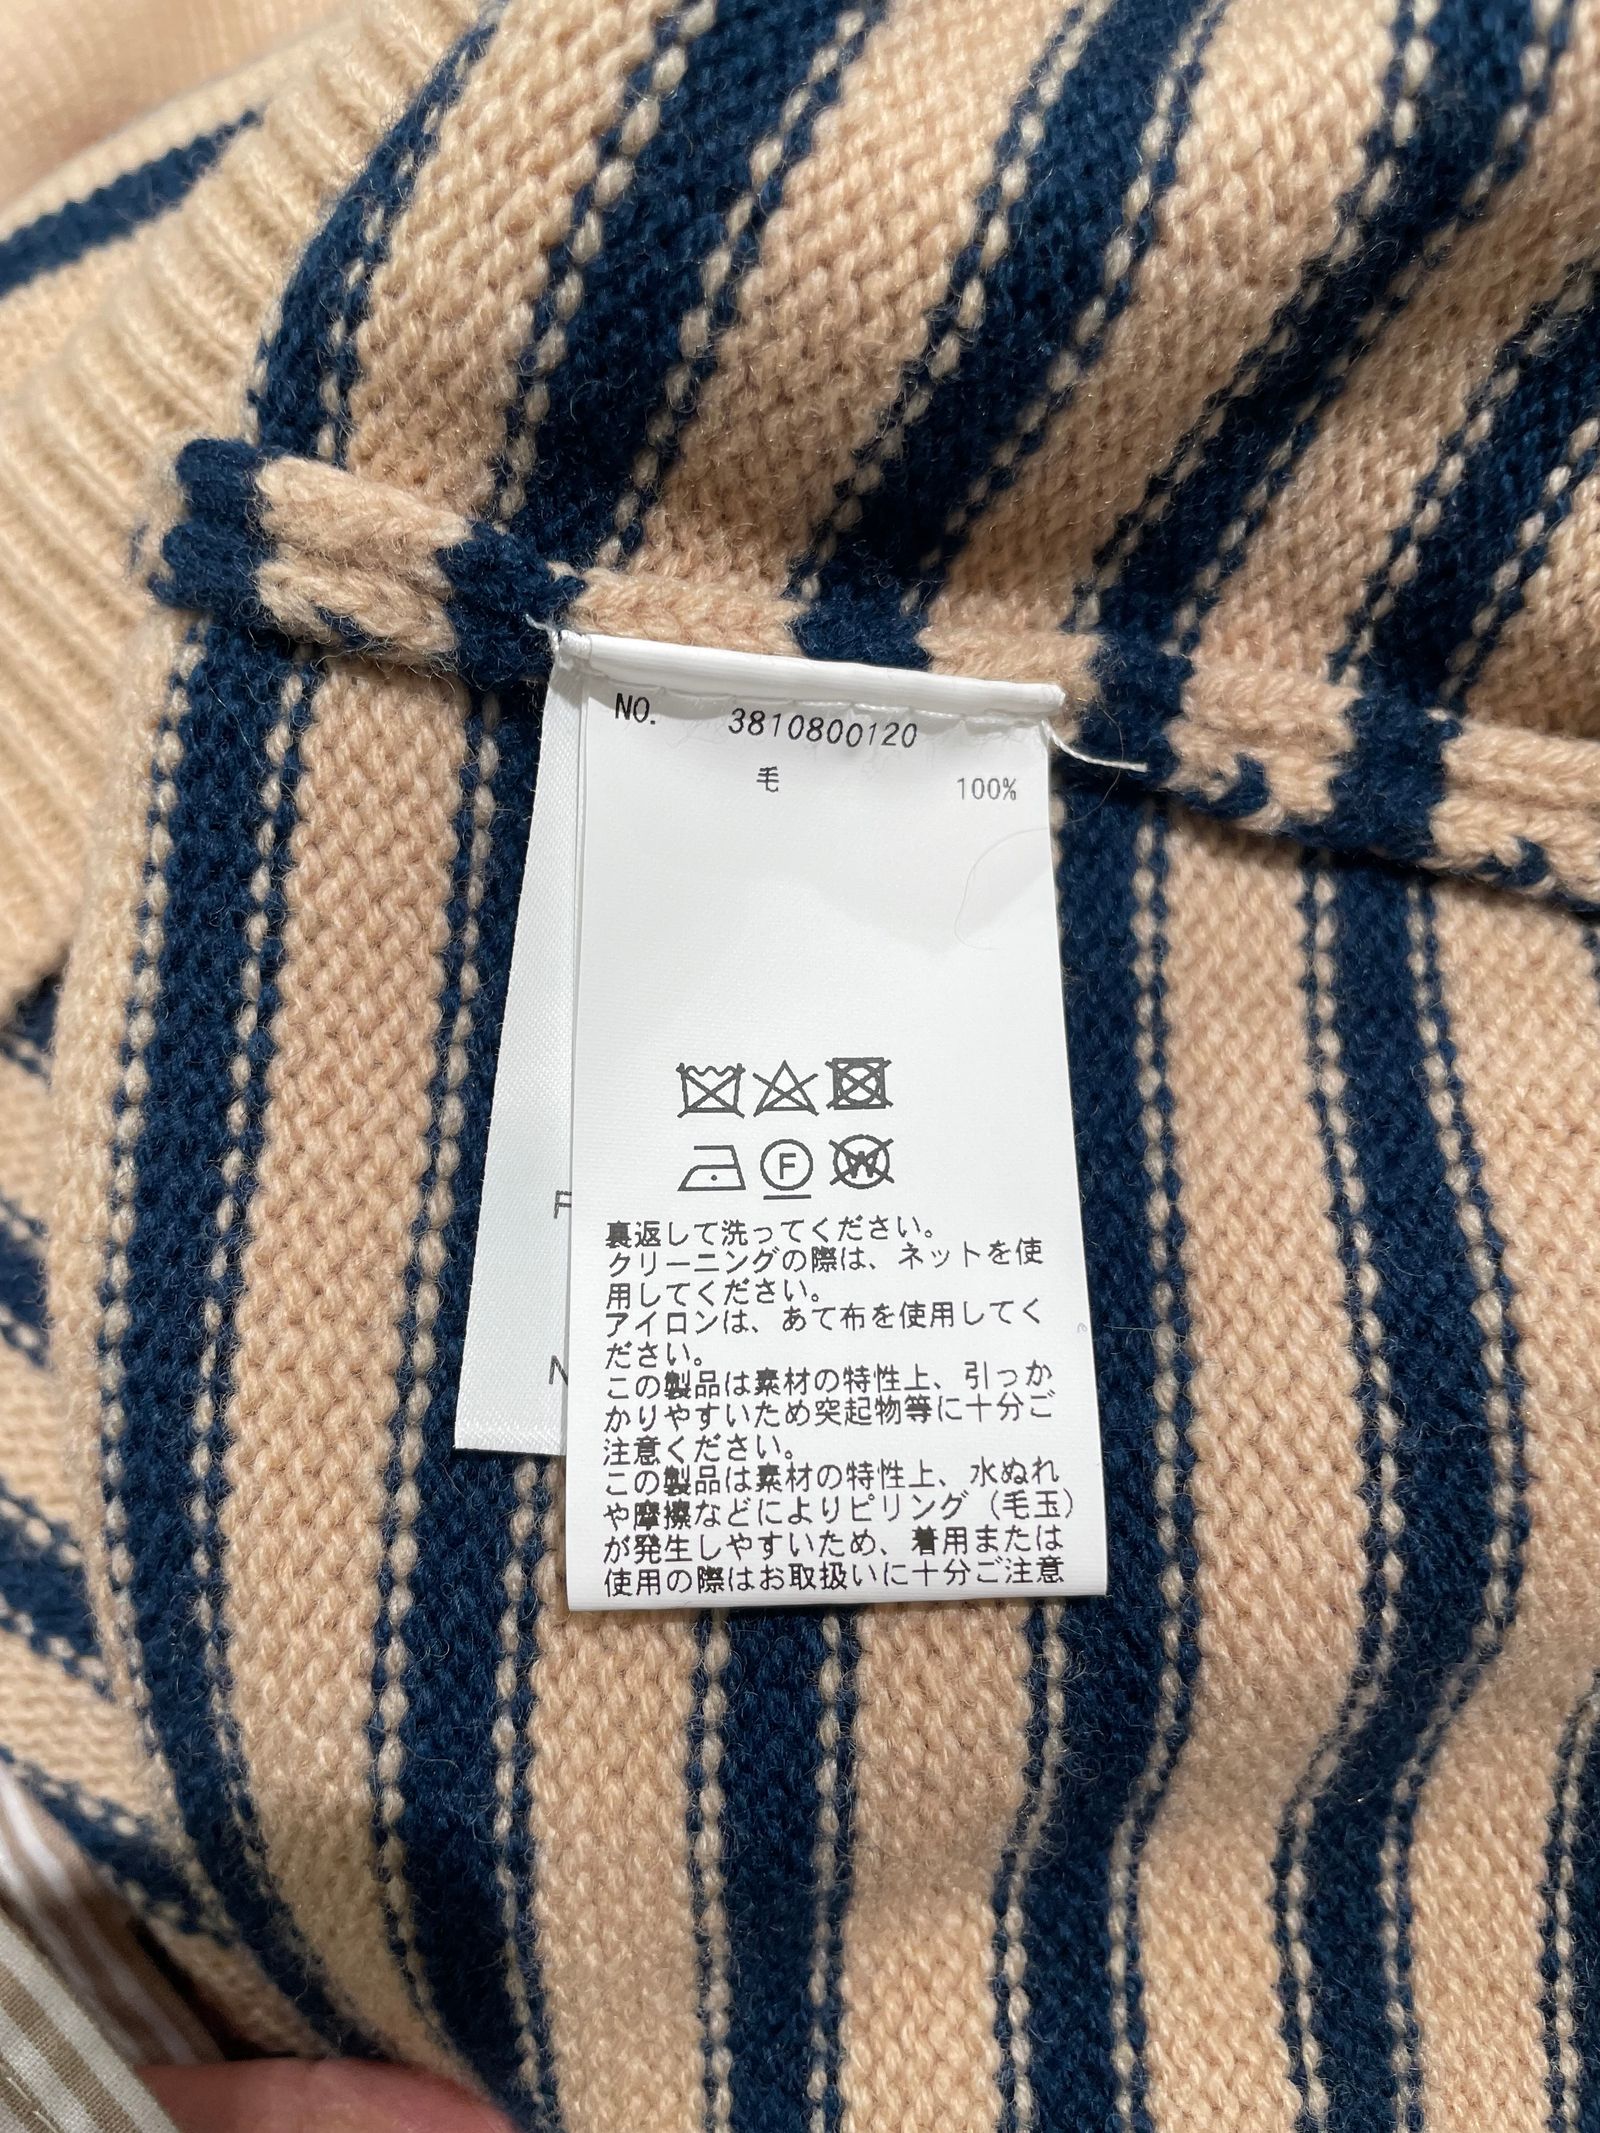 NO. 3810800120
毛 100%
F
W
裏返して洗ってください。
クリーニングの際は、ネットを使
用してください。
アイロンは、あて布を使用してく
ださい。
この製品は素材の特性上、引っか
かりやすいため突起物等に十分ご
注意ください。
この製品は素材の特性上、水ぬれ
や摩擦などによりピリング（毛玉）
が発生しやすいため、着用または
使用の際はお取扱いに十分ご注意